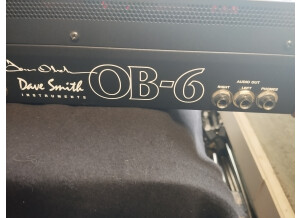 Dave Smith
INSTRUMENTS
OB-6
AUDIO OUT
RIGHT LEFT PHONES